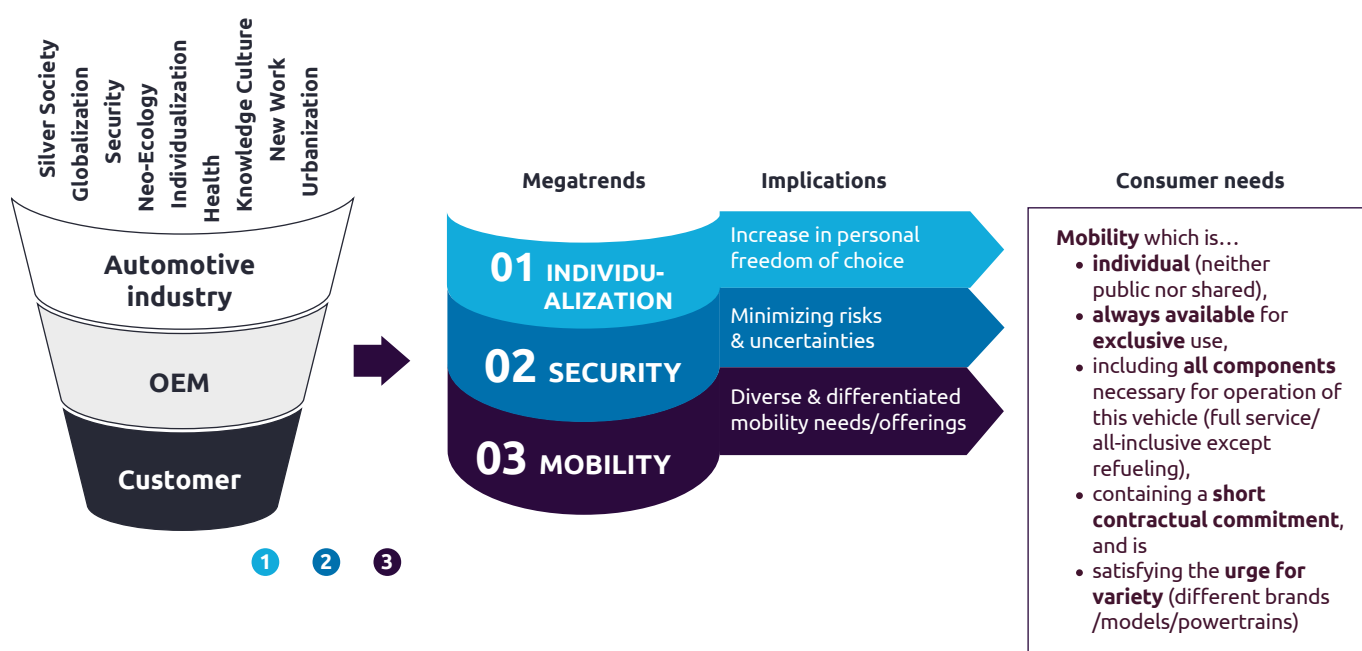 Silver Society
Globalization
Security
Neo-Ecology
Individualization
Health
Knowledge Culture
New Work
Urbanization
Automotive
industry
OEM
Customer
1 2 3
Megatrends
Implications
Consumer needs
01 INDIVIDU-
ALIZATION
Increase in personal
freedom of choice
02 SECURITY
Minimizing risks
& uncertainties
03 MOBILITY
Diverse & differentiated
mobility needs/offerings
Mobility which is…
• individual (neither
public nor shared),
• always available for
exclusive use,
• including all components
necessary for operation of
this vehicle (full service/
all-inclusive except
refueling),
• containing a short
contractual commitment,
and is
• satisfying the urge for
variety (different brands
/models/powertrains)